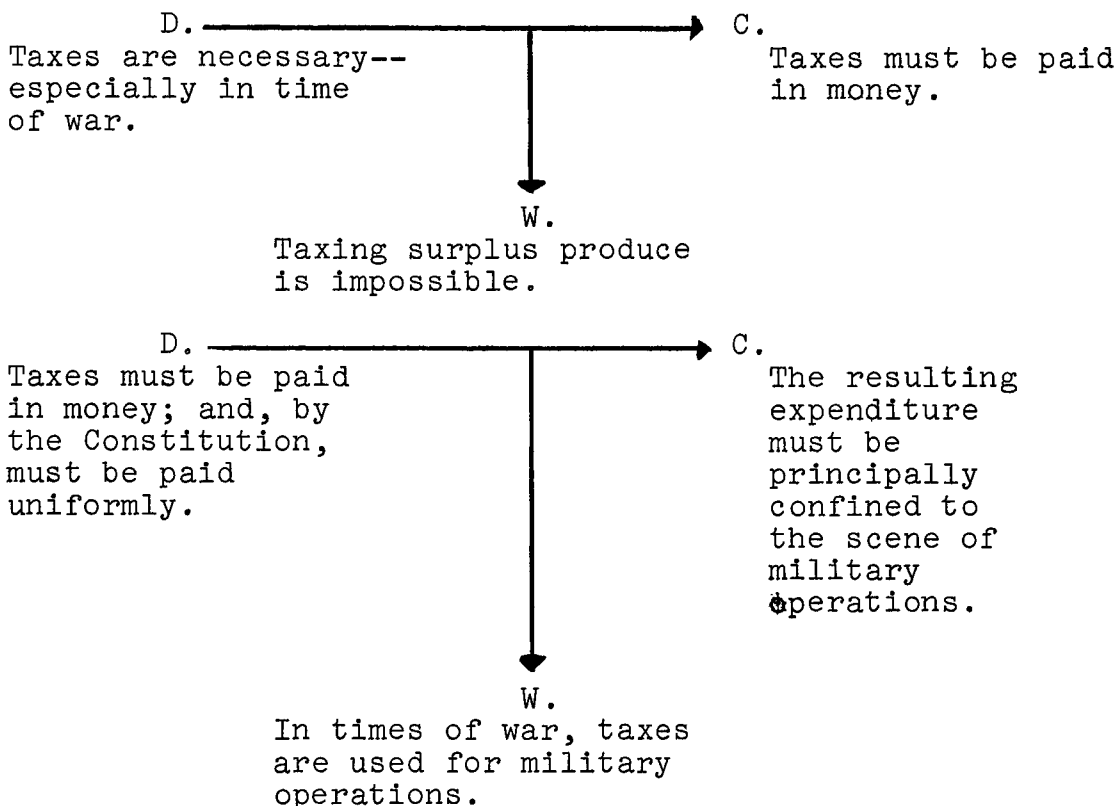 D. C.
Taxes are necessary--
especially in time
of war.
Taxes must be paid
in money.
W.
Taxing surplus produce
is impossible.
D. C.
Taxes must be paid
in money; and, by
the Constitution,
must be paid
uniformly.
The resulting
expenditure
must be
principally
confined to
the scene of
military
operations.
W.
In times of war, taxes
are used for military
operations.